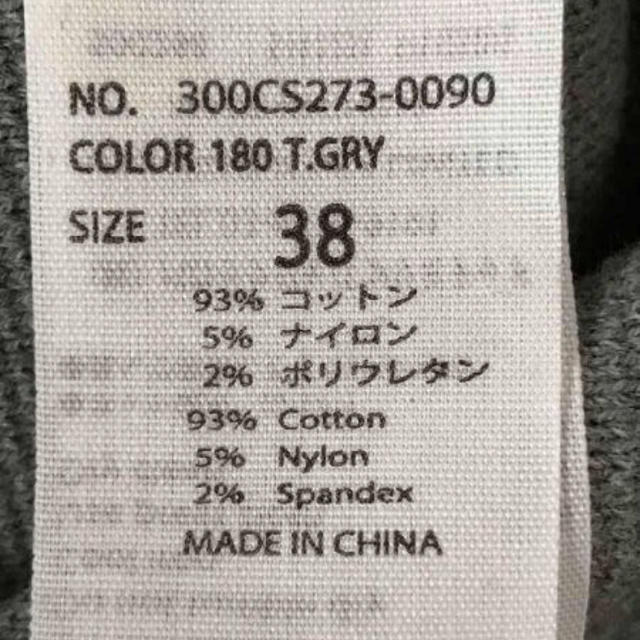 NO. 300CS273-0090
COLOR 180 T.GRY
SIZE 38
93% コットン
5% ナイロン
2% ポリウレタン
93% Cotton
5% Nylon
2% Spandex
MADE IN CHINA